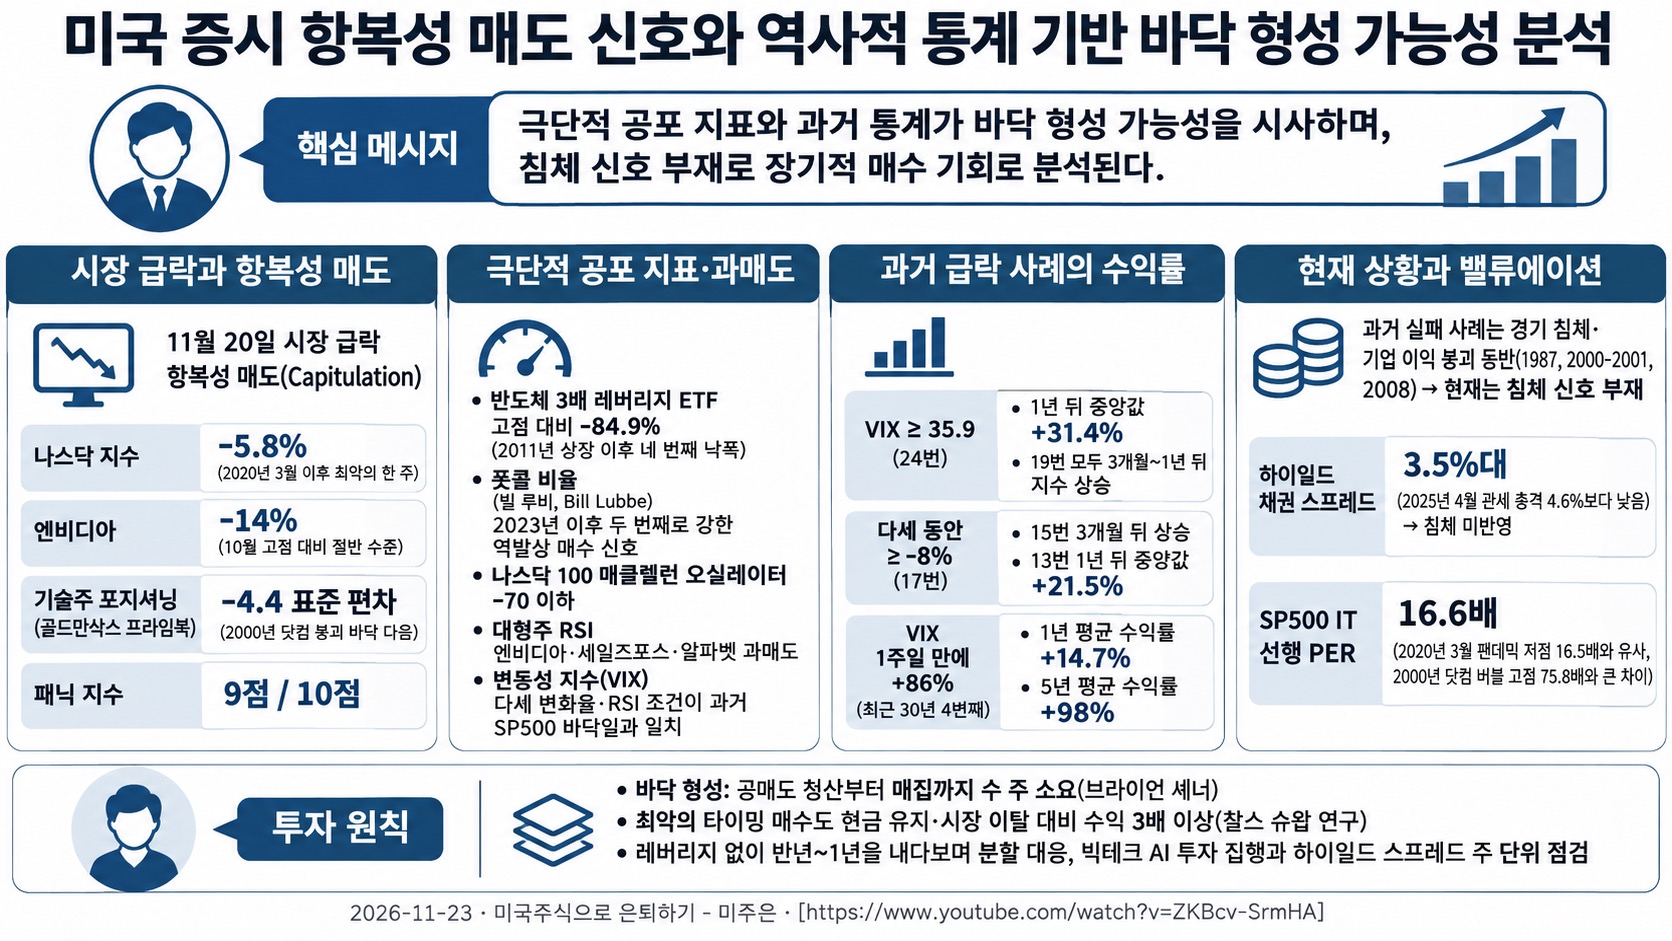 미국 증시 항복성 매도 신호와 역사적 통계 기반 바닥 형성 가능성 분석
핵심 메시지
극단적 공포 지표와 과거 통계가 바닥 형성 가능성을 시사하며,
침체 신호 부재로 장기적 매수 기회로 분석된다.
시장 급락과 항복성 매도
11월 20일 시장 급락
항복성 매도(Capitulation)
나스닥 지수
-5.8%
(2020년 3월 이후 최악의 한 주)
엔비디아
-14%
(10월 고점 대비 절반 수준)
기술주 포지셔닝
(골드만삭스 프라임북)
-4.4 표준 편차
(2000년 닷컴 붕괴 바닥 다음)
패닉 지수
9점 / 10점
극단적 공포 지표·과매도
• 반도체 3배 레버리지 ETF
고점 대비 -84.9%
(2011년 상장 이후 네 번째 낙폭)
• 풋콜 비율
(빌 루비, Bill Lubbe)
2023년 이후 두 번째로 강한
역발상 매수 신호
• 나스닥 100 매클렐런 오실레이터
-70 이하
• 대형주 RSI
엔비디아·세일즈포스·알파벳 과매도
• 변동성 지수(VIX)
다세 변화율·RSI 조건이 과거
SP500 바닥일과 일치
과거 급락 사례의 수익률
VIX ≥ 35.9
(24번)
• 1년 뒤 중앙값
+31.4%
• 19번 모두 3개월~1년 뒤
지수 상승
다세 동안
≥ -8%
(17번)
• 15번 3개월 뒤 상승
• 13번 1년 뒤 중앙값
+21.5%
VIX
1주일 만에
+86%
(최근 30년 4번째)
• 1년 평균 수익률
+14.7%
• 5년 평균 수익률
+98%
현재 상황과 밸류에이션
과거 실패 사례는 경기 침체·
기업 이익 붕괴 동반(1987, 2000-2001,
2008) → 현재는 침체 신호 부재
하이일드
채권 스프레드
3.5%대
(2025년 4월 관세 충격 4.6%보다 낮음)
→ 침체 미반영
SP500 IT
선행 PER
16.6배
(2020년 3월 팬데믹 저점 16.5배와 유사,
2000년 닷컴 버블 고점 75.8배와 큰 차이)
투자 원칙
• 바닥 형성: 공매도 청산부터 매집까지 수 주 소요(브라이언 셰너)
• 최악의 타이밍 매수도 현금 유지·시장 이탈 대비 수익 3배 이상(찰스 슈왑 연구)
• 레버리지 없이 반년~1년을 내다보며 분할 대응, 빅테크 AI 투자 집행과 하이일드 스프레드 주 단위 점검
2026-11-23 · 미국주식으로 은퇴하기 - 미주은 · [https://www.youtube.com/watch?v=ZKBcv-SrmHA]